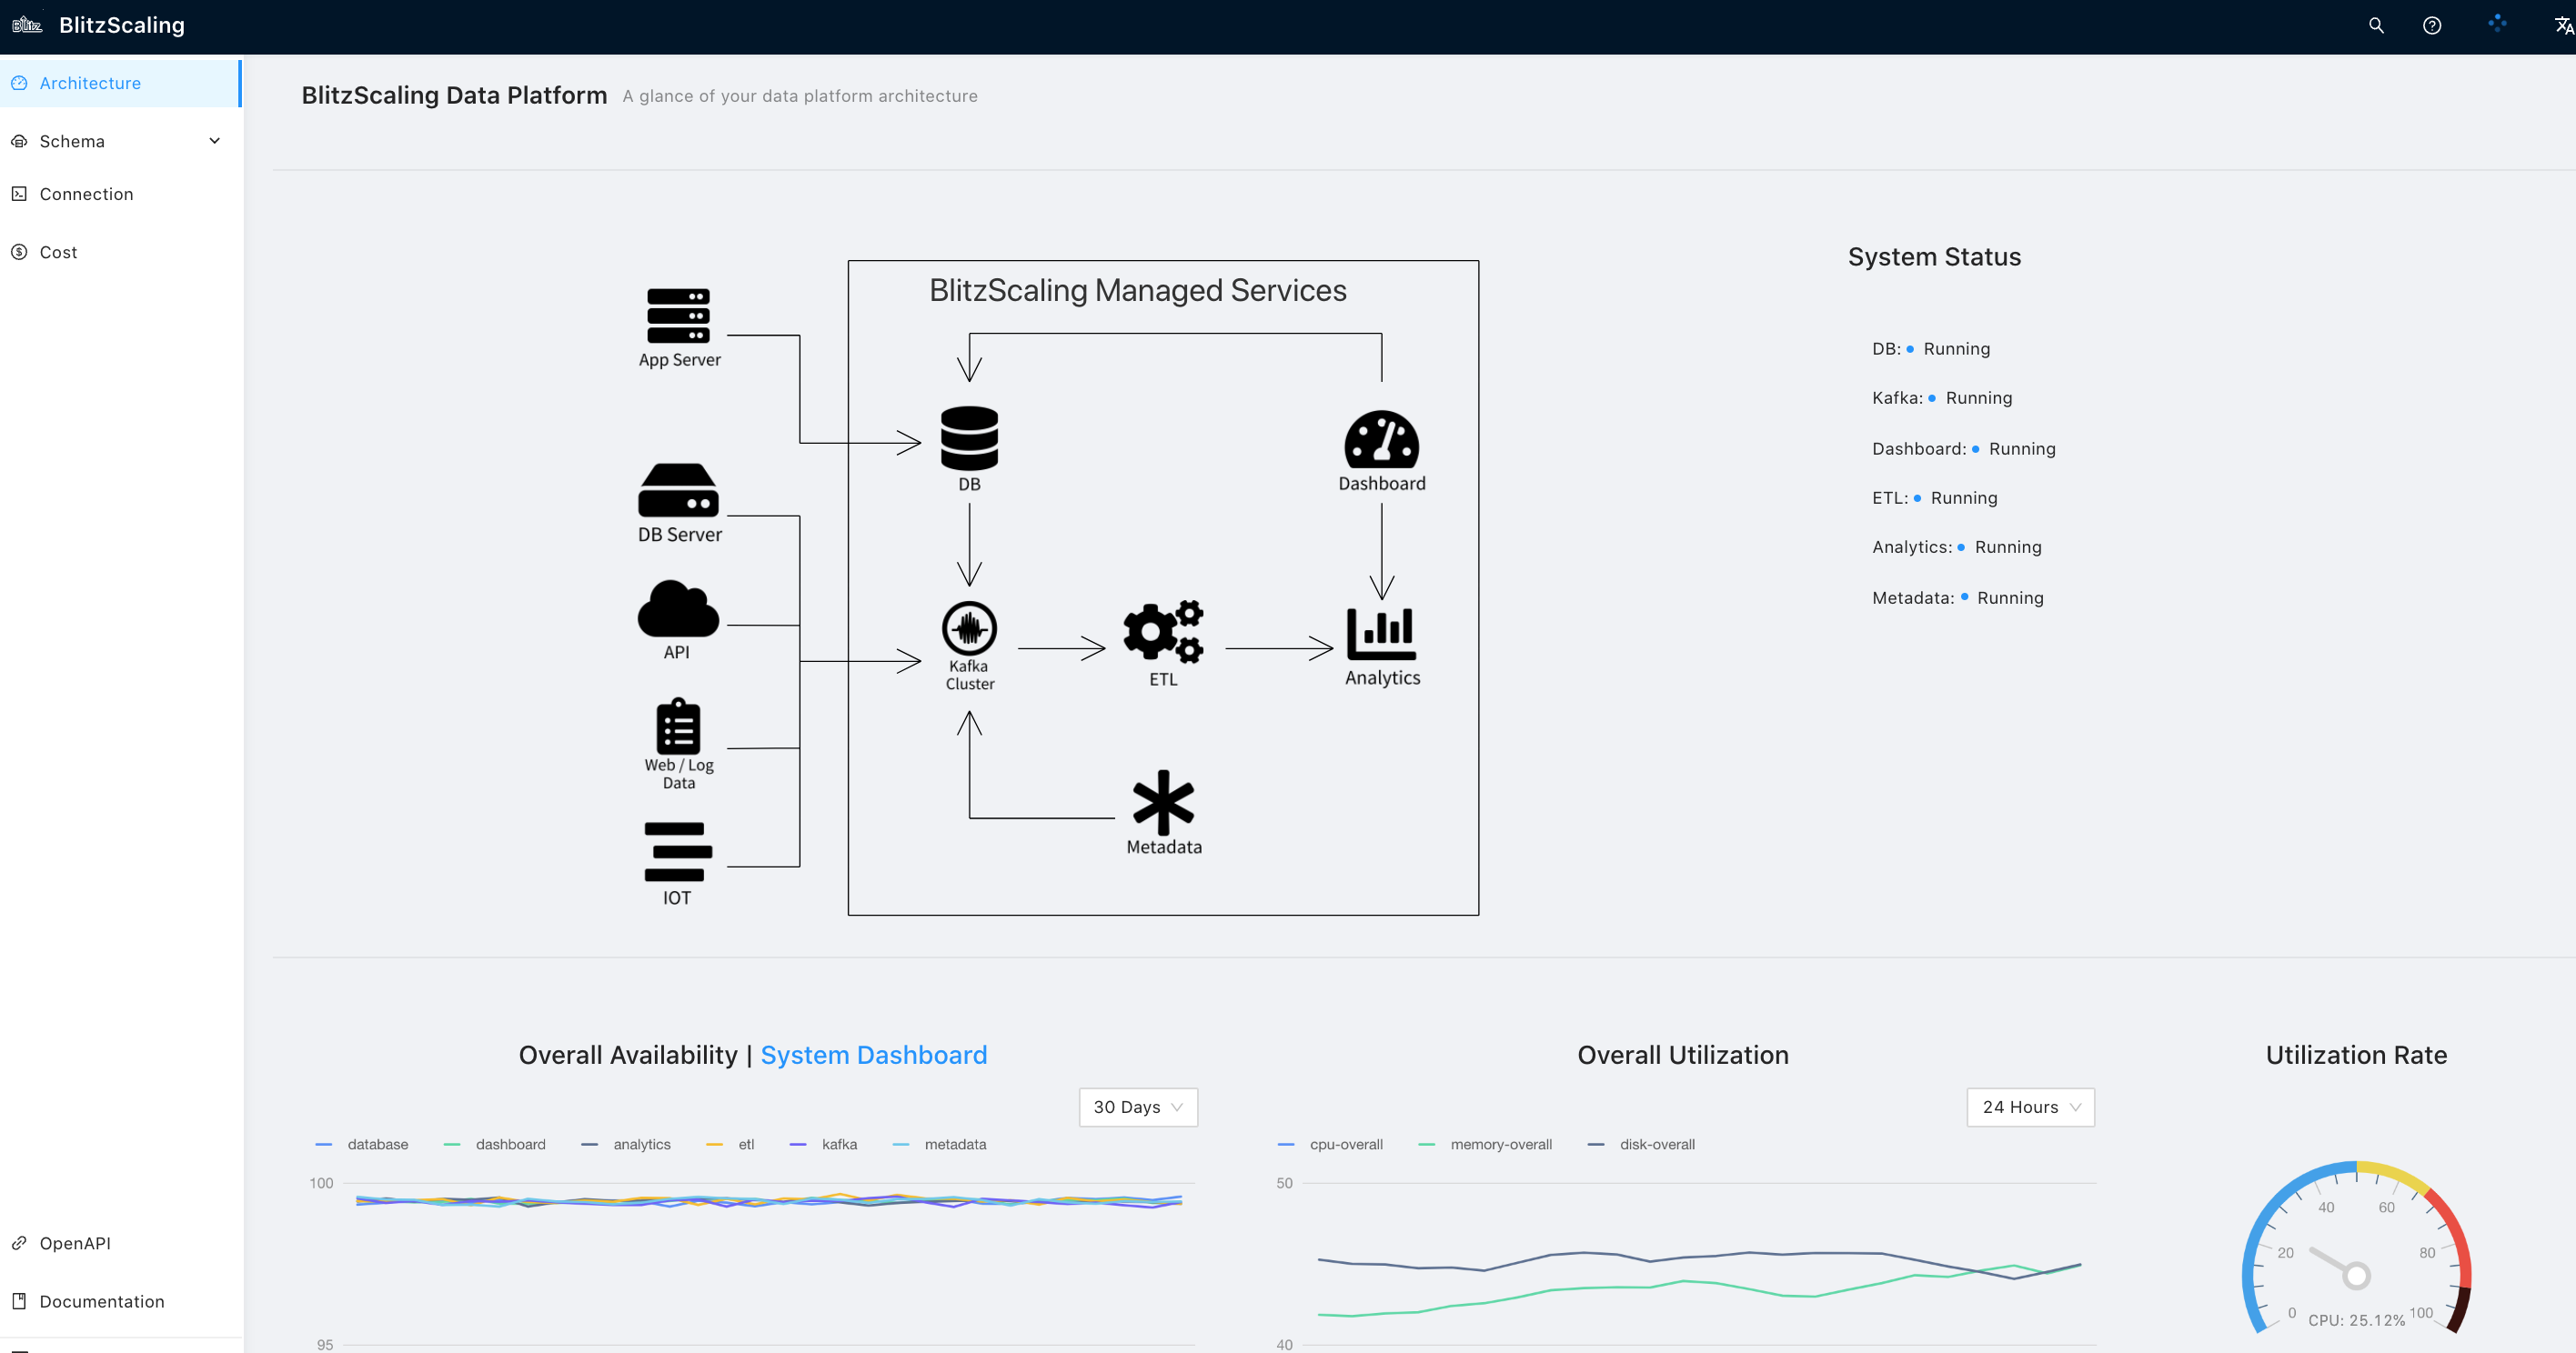 Blitz BlitzScaling
Architecture
Schema
Connection
Cost
OpenAPI
Documentation
BlitzScaling Data Platform A glance of your data platform architecture
BlitzScaling Managed Services
App Server
DB Server
API
Web / Log
Data
IOT
DB
Dashboard
Kafka
Cluster
ETL
Analytics
Metadata
System Status
DB: Running
Kafka: Running
Dashboard: Running
ETL: Running
Analytics: Running
Metadata: Running
Overall Availability | System Dashboard
30 Days
database dashboard analytics etl kafka metadata
100
95
Overall Utilization
24 Hours
cpu-overall memory-overall disk-overall
50
40
Utilization Rate
0
20
40
60
80
100
CPU: 25.12%